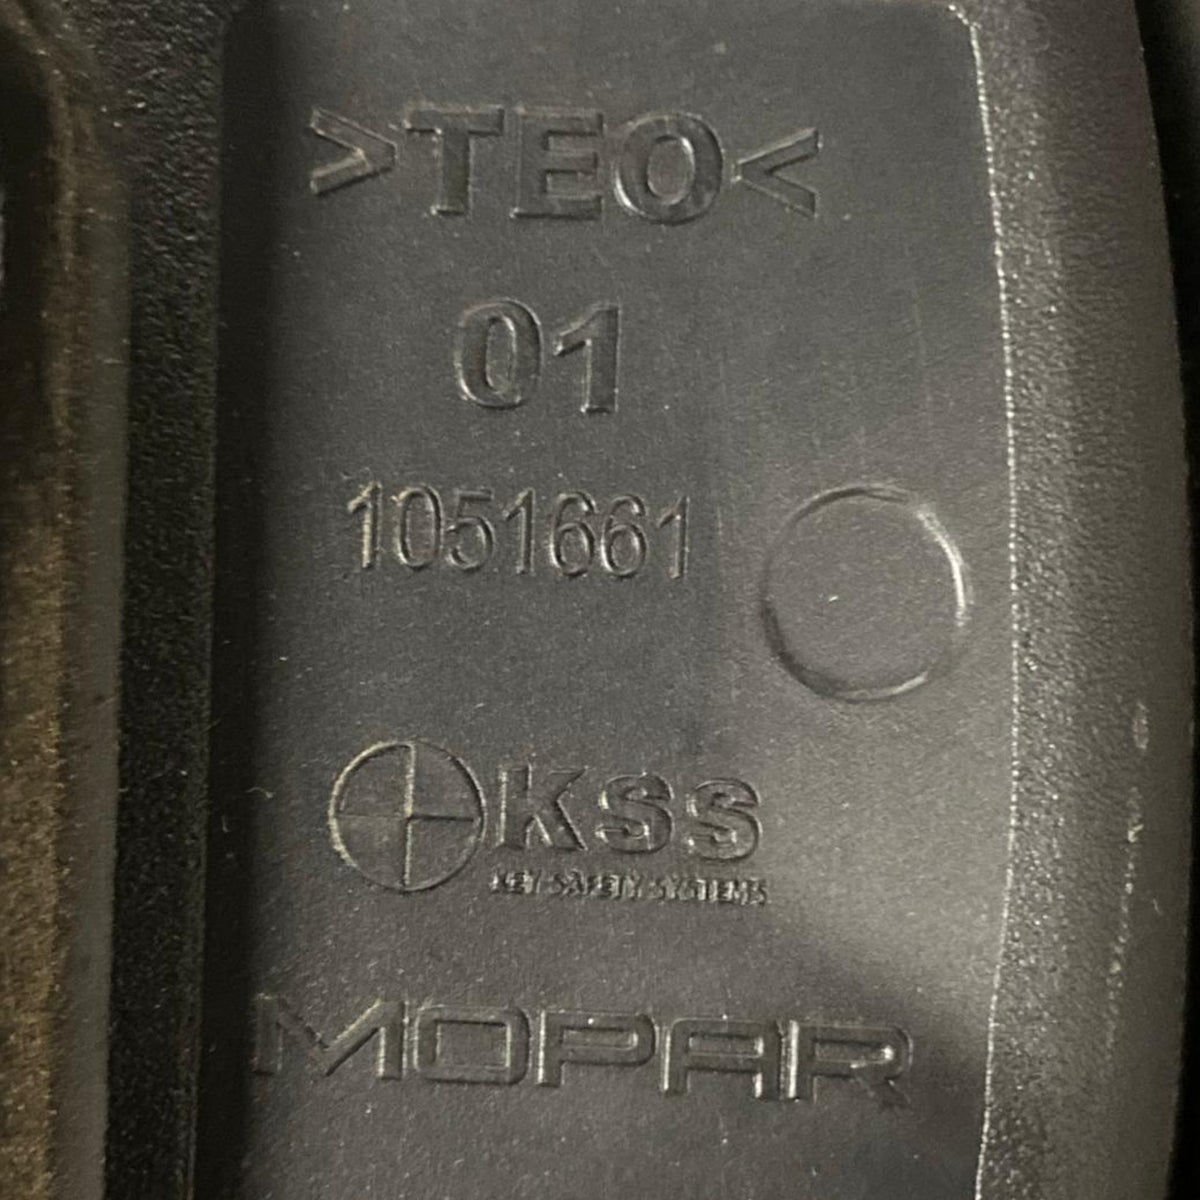 >TEO<
01
1051661
KSS
KEY SAFETY SYSTEMS
MOPAR